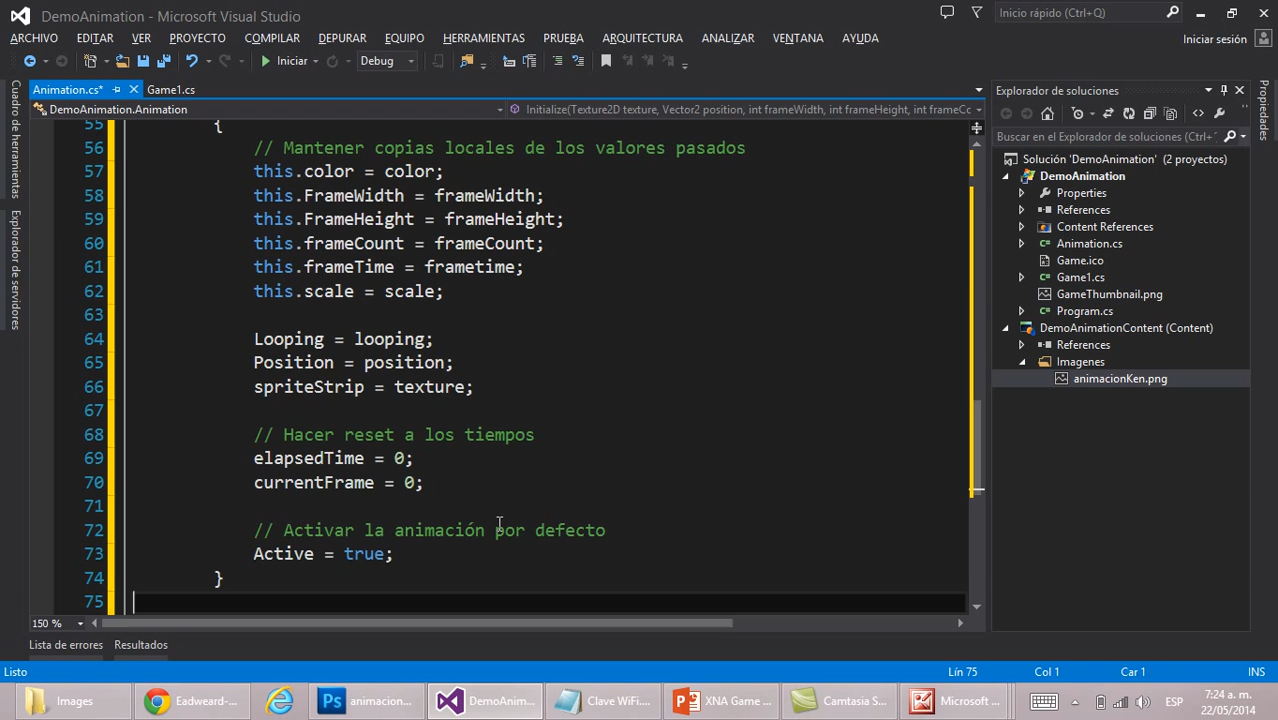 DemoAnimation - Microsoft Visual Studio
Inicio rápido (Ctrl+Q)
ARCHIVO EDITAR VER PROYECTO COMPILAR DEPURAR EQUIPO HERRAMIENTAS PRUEBA ARQUITECTURA ANALIZAR VENTANA AYUDA
Iniciar sesión
Iniciar Debug
Animation.cs* Game1.cs
DemoAnimation.Animation
Initialize(Texture2D texture, Vector2 position, int frameWidth, int frameHeight, int frameCc
Cuadro de herramientas
Explorador de servidores
55 {
56 // Mantener copias locales de los valores pasados
57 this.color = color;
58 this.FrameWidth = frameWidth;
59 this.FrameHeight = frameHeight;
60 this.frameCount = frameCount;
61 this.frameTime = frametime;
62 this.scale = scale;
63
64 Looping = looping;
65 Position = position;
66 spriteStrip = texture;
67
68 // Hacer reset a los tiempos
69 elapsedTime = 0;
70 currentFrame = 0;
71
72 // Activar la animación por defecto
73 Active = true;
74 }
75
150 %
Explorador de soluciones
Buscar en el Explorador de soluciones (Ctrl+
Solución 'DemoAnimation' (2 proyectos)
DemoAnimation
Properties
References
Content References
Animation.cs
Game.ico
Game1.cs
GameThumbnail.png
Program.cs
DemoAnimationContent (Content)
References
Imagenes
animacionKen.png
Propiedades
Lista de errores Resultados
Listo Lín 75 Col 1 Car 1 INS
Images Eadward-... animacion... DemoAnim... Clave WiFi.... XNA Game ... Camtasia S... Microsoft ... ESP
7:24 a. m.
22/05/2014